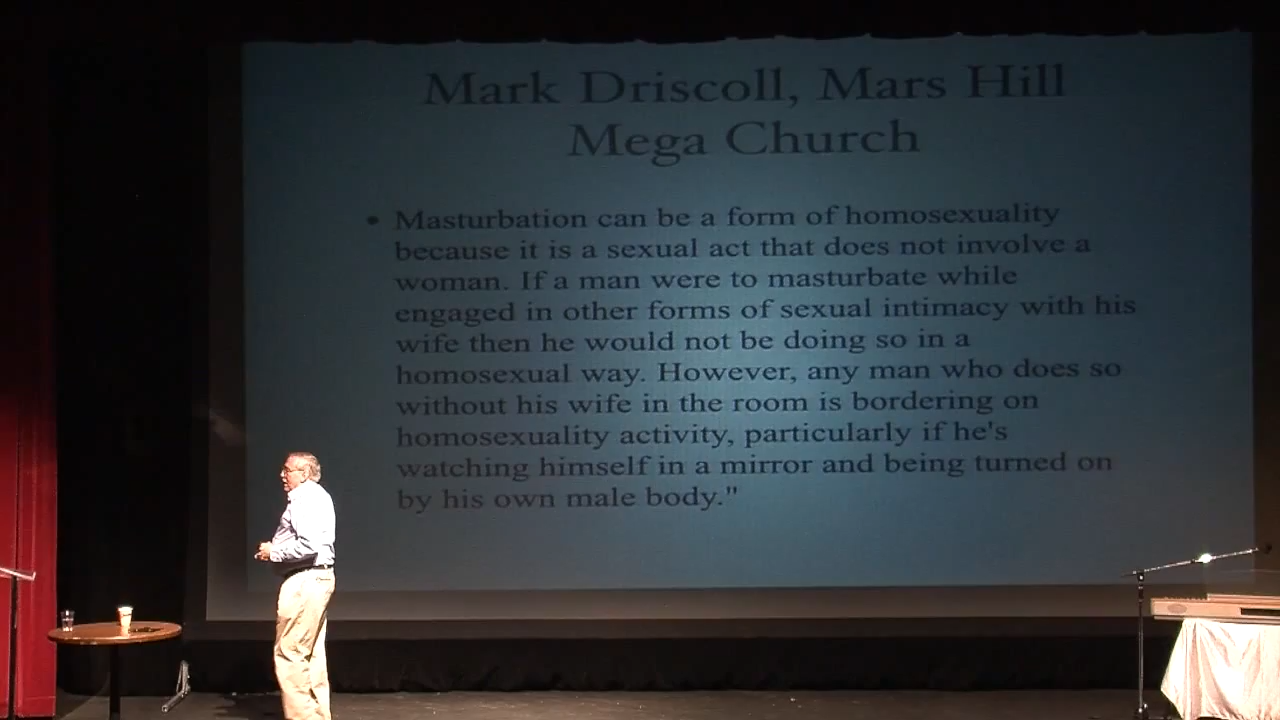 Mark Driscoll, Mars Hill
Mega Church
• Masturbation can be a form of homosexuality
because it is a sexual act that does not involve a
woman. If a man were to masturbate while
engaged in other forms of sexual intimacy with his
wife then he would not be doing so in a
homosexual way. However, any man who does so
without his wife in the room is bordering on
homosexuality activity, particularly if he's
watching himself in a mirror and being turned on
by his own male body."